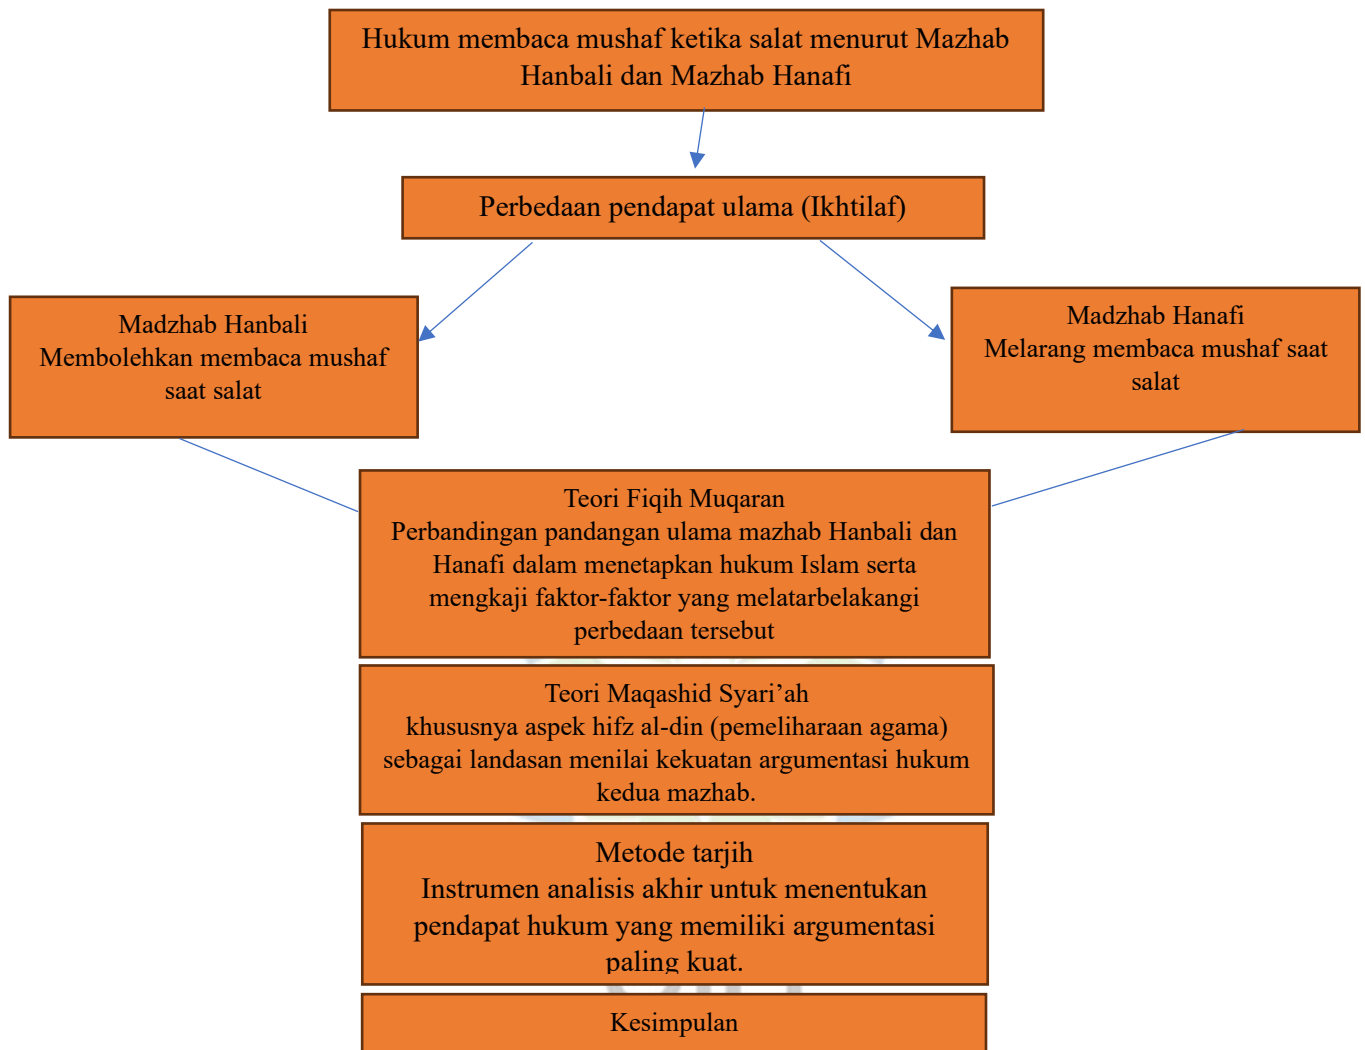 Hukum membaca mushaf ketika salat menurut Mazhab
Hanbali dan Mazhab Hanafi
Perbedaan pendapat ulama (Ikhtilaf)
Madzhab Hanbali
Membolehkan membaca mushaf
saat salat
Madzhab Hanafi
Melarang membaca mushaf saat
salat
Teori Fiqih Muqaran
Perbandingan pandangan ulama mazhab Hanbali dan
Hanafi dalam menetapkan hukum Islam serta
mengkaji faktor-faktor yang melatarbelakangi
perbedaan tersebut
Teori Maqashid Syari’ah
khususnya aspek hifz al-din (pemeliharaan agama)
sebagai landasan menilai kekuatan argumentasi hukum
kedua mazhab.
Metode tarjih
Instrumen analisis akhir untuk menentukan
pendapat hukum yang memiliki argumentasi
paling kuat.
Kesimpulan